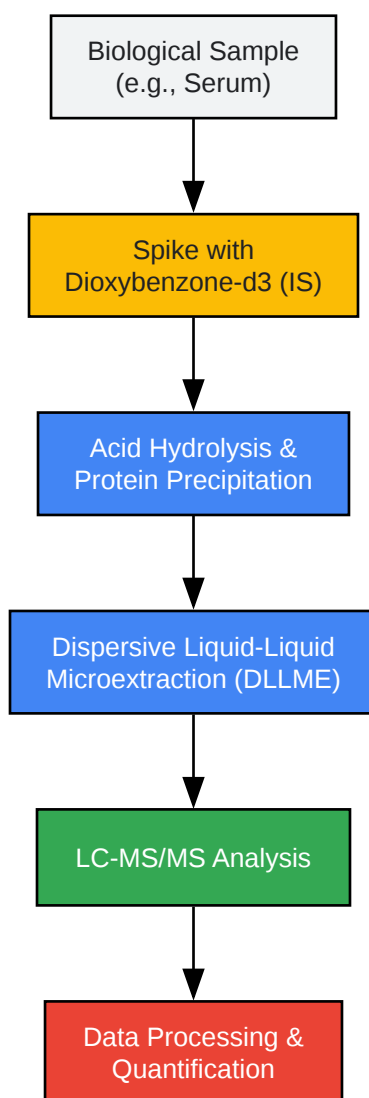 Biological Sample
(e.g., Serum)
Spike with
Dioxybenzone-d3 (IS)
Acid Hydrolysis &
Protein Precipitation
Dispersive Liquid-Liquid
Microextraction (DLLME)
LC-MS/MS Analysis
Data Processing &
Quantification